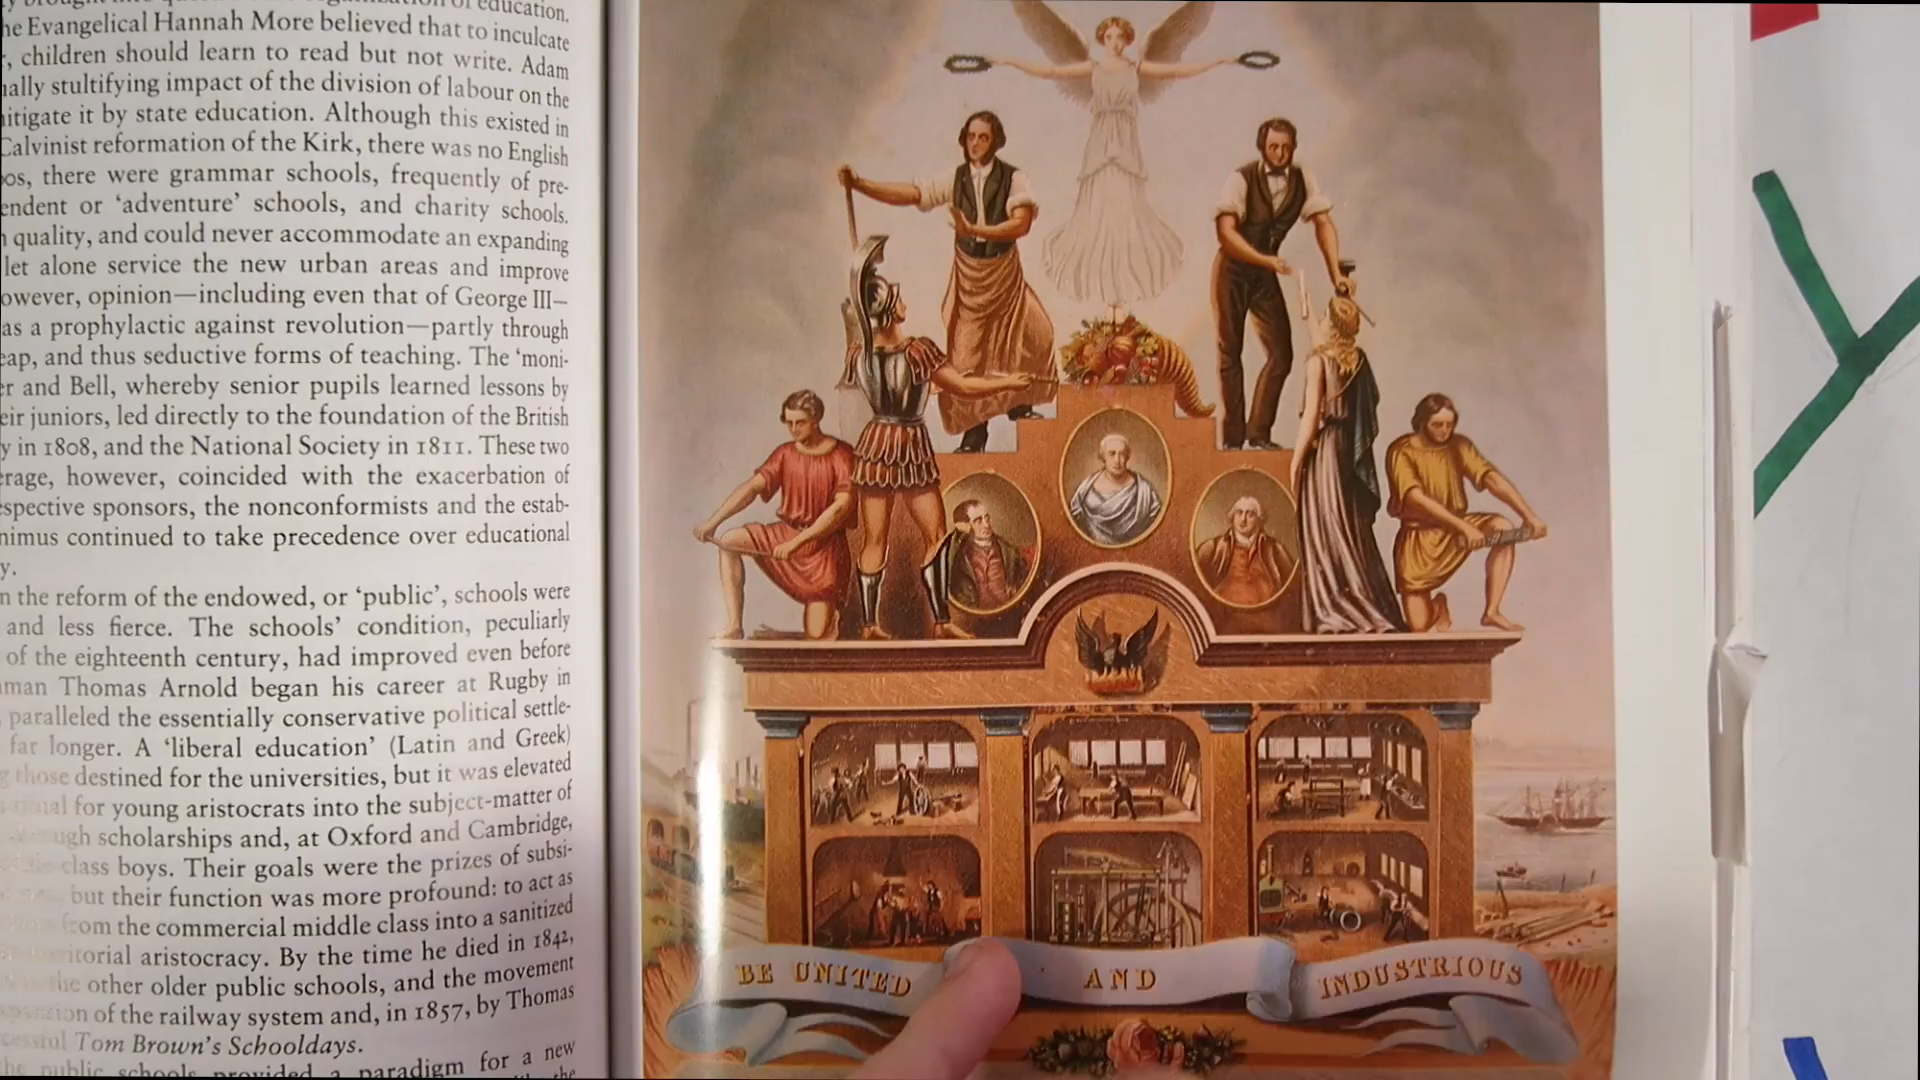 education.
he Evangelical Hannah More believed that to inculcate
, children should learn to read but not write. Adam
ally stultifying impact of the division of labour on the
itigate it by state education. Although this existed in
Calvinist reformation of the Kirk, there was no English
os, there were grammar schools, frequently of pre-
endent or ‘adventure’ schools, and charity schools.
quality, and could never accommodate an expanding
let alone service the new urban areas and improve
owever, opinion—including even that of George III—
as a prophylactic against revolution—partly through
eap, and thus seductive forms of teaching. The ‘moni-
er and Bell, whereby senior pupils learned lessons by
eir juniors, led directly to the foundation of the British
y in 1808, and the National Society in 1811. These two
erage, however, coincided with the exacerbation of
spective sponsors, the nonconformists and the estab-
nimus continued to take precedence over educational
y.
n the reform of the endowed, or ‘public’, schools were
and less fierce. The schools’ condition, peculiarly
of the eighteenth century, had improved even before
man Thomas Arnold began his career at Rugby in
paralleled the essentially conservative political settle-
far longer. A ‘liberal education’ (Latin and Greek)
those destined for the universities, but it was elevated
for young aristocrats into the subject-matter of
scholarships and, at Oxford and Cambridge,
class boys. Their goals were the prizes of subsi-
but their function was more profound: to act as
from the commercial middle class into a sanitized
itorial aristocracy. By the time he died in 1842,
the other older public schools, and the movement
of the railway system and, in 1857, by Thomas
Tom Brown’s Schooldays.
the public schools provided a paradigm for a new
the
BE UNITED AND INDUSTRIOUS